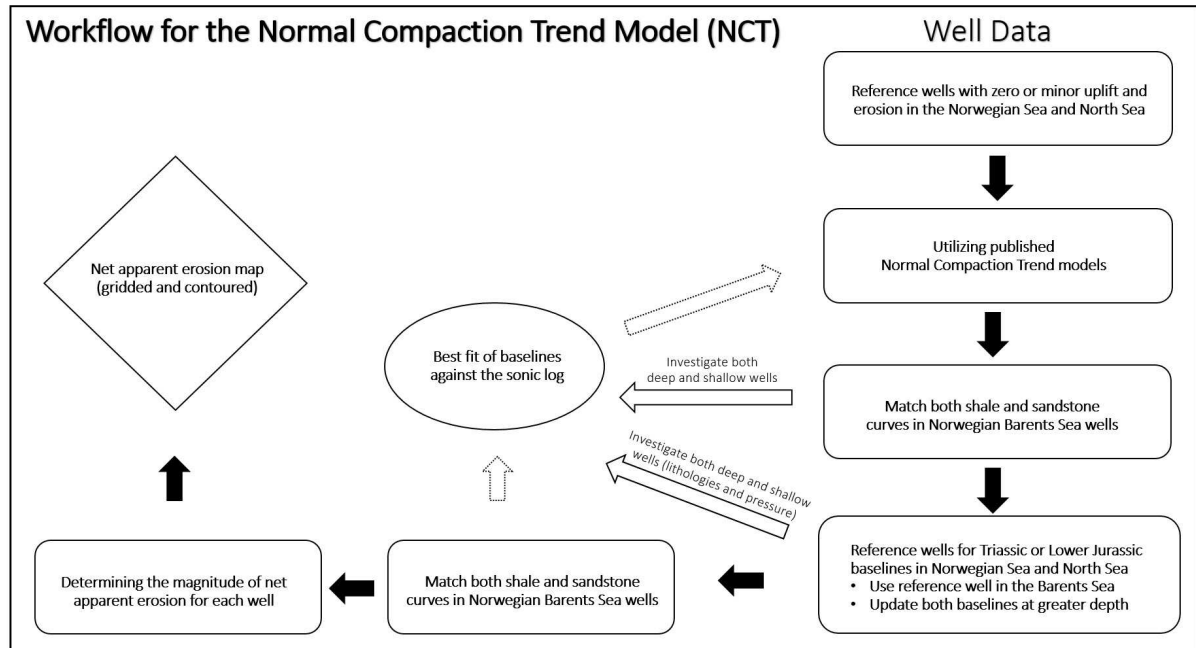 Workflow for the Normal Compaction Trend Model (NCT)
Well Data
Reference wells with zero or minor uplift and
erosion in the Norwegian Sea and North Sea
Utilizing published
Normal Compaction Trend models
Match both shale and sandstone
curves in Norwegian Barents Sea wells
Reference wells for Triassic or Lower Jurassic
baselines in Norwegian Sea and North Sea
• Use reference well in the Barents Sea
• Update both baselines at greater depth
Investigate both
deep and shallow wells
Investigate both deep and shallow
wells (lithologies and pressure)
Best fit of baselines
against the sonic log
Match both shale and sandstone
curves in Norwegian Barents Sea wells
Determining the magnitude of net
apparent erosion for each well
Net apparent erosion map
(gridded and contoured)